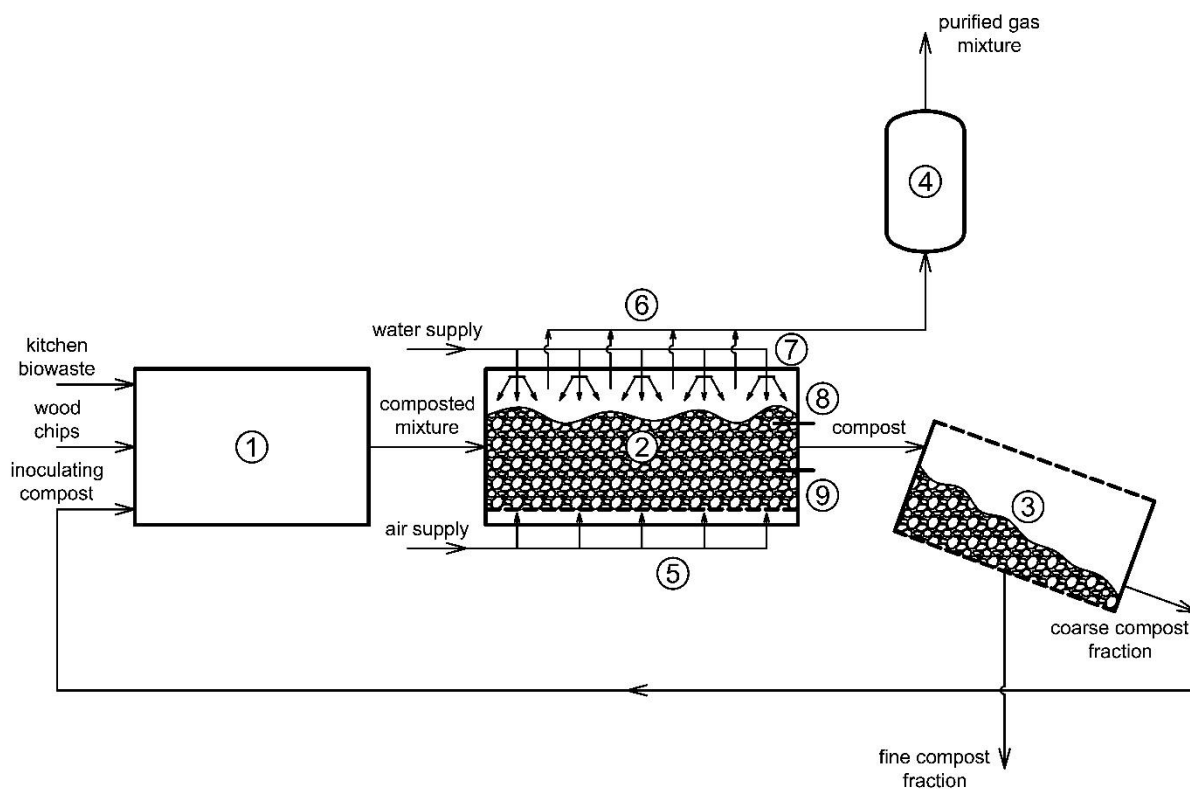 purified gas
mixture
④
⑥
water supply
⑦
kitchen
biowaste
wood
chips
inoculating
compost
①
composted
mixture
②
⑧
compost
⑨
③
air supply
⑤
coarse compost
fraction
fine compost
fraction